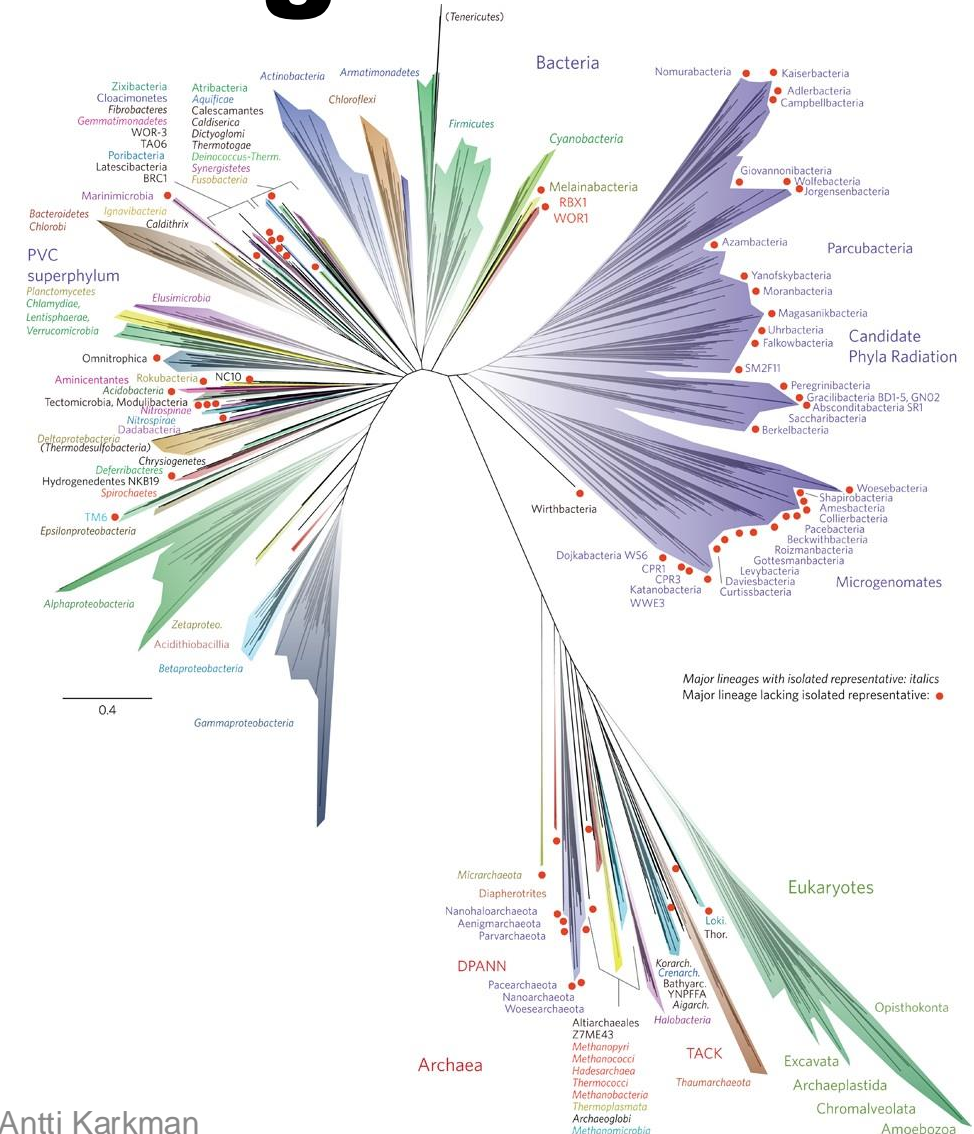 (Tenericutes)
Bacteria
Zixibacteria
Cloacimonetes
Fibrobacteres
Gemmatimonadetes
WOR-3
TA06
Poribacteria
Latescibacteria
BRC1
Atribacteria
Aquificae
Calescamantes
Caldiserica
Dictyoglomi
Thermotogae
Deinococcus-Therm.
Synergistetes
Fusobacteria
Actinobacteria
Armatimonadetes
Chloroflexi
Firmicutes
Cyanobacteria
Melainabacteria
RBX1
WOR1
Nomurabacteria
Kaiserbacteria
Adlerbacteria
Campbellbacteria
Giovannonibacteria
Wolfebacteria
Jorgensenbacteria
Azambacteria
Parcubacteria
Yanofskybacteria
Moranbacteria
Magasanikbacteria
Uhrbacteria
Falkowbacteria
Candidate
Phyla Radiation
SM2F11
Peregrinibacteria
Gracilibacteria BD1-5, GN02
Absconditabacteria SR1
Saccharibacteria
Berkelbacteria
Marinimicrobia
Bacteroidetes
Chlorobi
Ignavibacteria
Caldithrix
PVC
superphylum
Planctomycetes
Chlamydiae,
Lentisphaerae,
Verrucomicrobia
Elusimicrobia
Omnitrophica
Aminicentantes
Rokubacteria
NC10
Acidobacteria
Tectomicrobia, Modulibacteria
Nitrospinae
Nitrospirae
Dadabacteria
Deltaprotebacteria
(Thermodesulfobacteria)
Chrysiogenetes
Deferribacteres
Hydrogenedentes NKB19
Spirochaetes
TM6
Epsilonproteobacteria
Wirthbacteria
Woesebacteria
Shapirobacteria
Amesbacteria
Collierbacteria
Pacebacteria
Beckwithbacteria
Roizmanbacteria
Gottesmanbacteria
Levybacteria
Daviesbacteria
Curtissbacteria
Dojkabacteria WS6
CPR1
CPR3
Katanobacteria
WWE3
Microgenomates
Alphaproteobacteria
Zetaproteo.
Acidithiobacillia
Betaproteobacteria
Gammaproteobacteria
0.4
Major lineages with isolated representative: italics
Major lineage lacking isolated representative:
Micrarchaeota
Diapherotrites
Nanohaloarchaeota
Aenigmarchaeota
Parvarchaeota
DPANN
Pacearchaeota
Nanoarchaeota
Woesearchaeota
Loki.
Thor.
Korarch.
Crenarch.
Bathyarc.
YNPFFA
Aigarch.
Halobacteria
Altiarchaeales
Z7ME43
Methanopyri
Methanococci
Hadesarchaea
Thermococci
Methanobacteria
Thermoplasmata
Archaeoglobi
Methanomicrobia
Archaea
TACK
Thaumarchaeota
Eukaryotes
Opisthokonta
Excavata
Archaeplastida
Chromalveolata
Amoebozoa
Antti Karkman